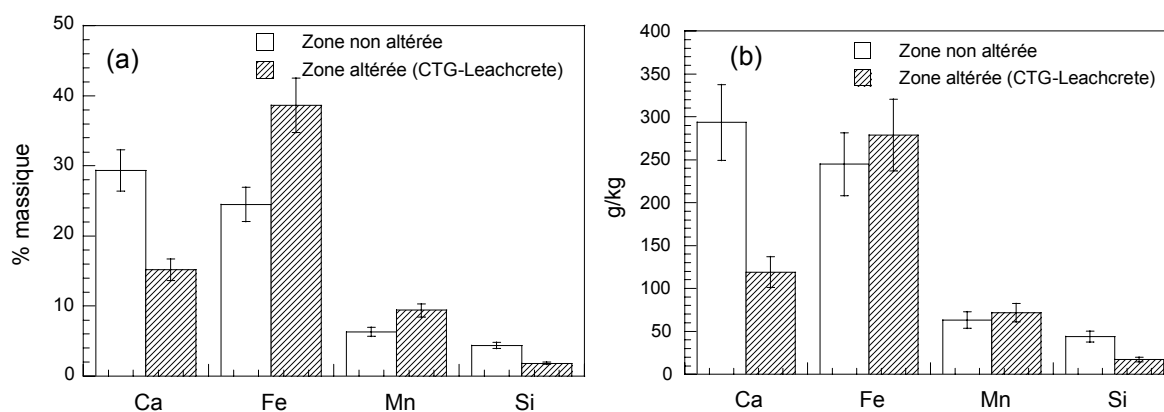 (a)
Zone non altérée
Zone altérée (CTG-Leachcrete)
% massique
50
40
30
20
10
0
Ca Fe Mn Si
(b)
Zone non altérée
Zone altérée (CTG-Leachcrete)
g/kg
400
350
300
250
200
150
100
50
0
Ca Fe Mn Si